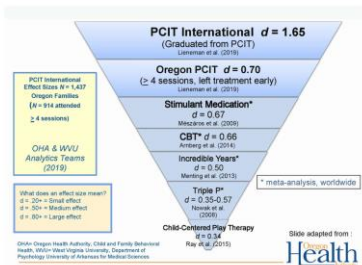 PCIT International d = 1.65
(Graduated from PCIT)
Lieneman et al. (2019)
Oregon PCIT d = 0.70
(≥ 4 sessions, left treatment early)
Lieneman et al. (2019)
Stimulant Medication*
d = 0.67
Mészáros et al. (2009)
CBT* d = 0.66
Arnberg et al. (2014)
Incredible Years*
d = 0.50
Menting et al. (2013)
Triple P*
d = 0.35-0.57
Nowak et al.
(2008)
Child-Centered Play Therapy
d = 0.34
Ray et al. (2015)
PCIT International
Effect Sizes N = 1,437
Oregon Families
(N = 914 attended
≥ 4 sessions)
OHA & WVU
Analytics Teams
(2019)
What does an effect size mean?
d = .20+ = Small effect
d = .50+ = Medium effect
d = .80+ = Large effect
* meta-analysis, worldwide
OHA= Oregon Health Authority, Child and Family Behavioral
Health, WVU= West Virginia University, Department of
Psychology University of Arkansas for Medical Sciences
Slide adapted from :
Oregon
Health